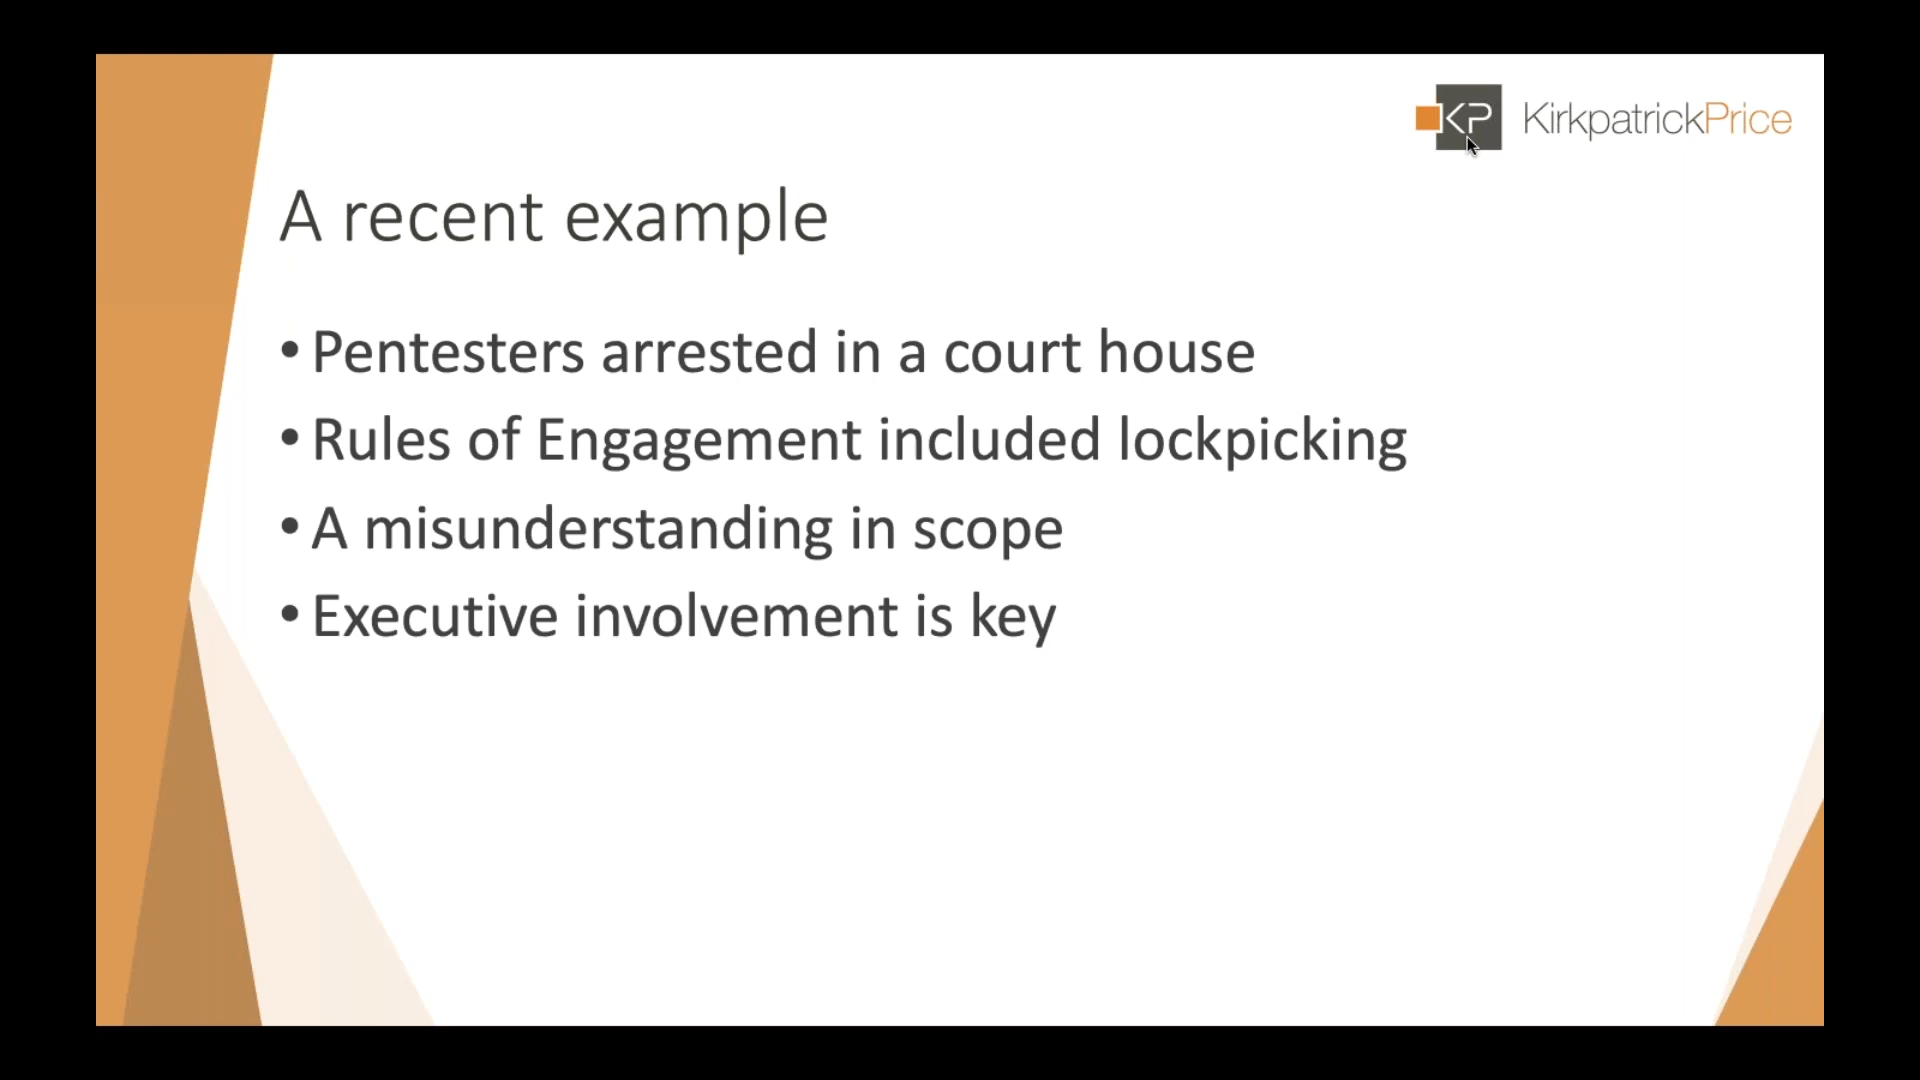 KP KirkpatrickPrice
A recent example
• Pentesters arrested in a court house
• Rules of Engagement included lockpicking
• A misunderstanding in scope
• Executive involvement is key